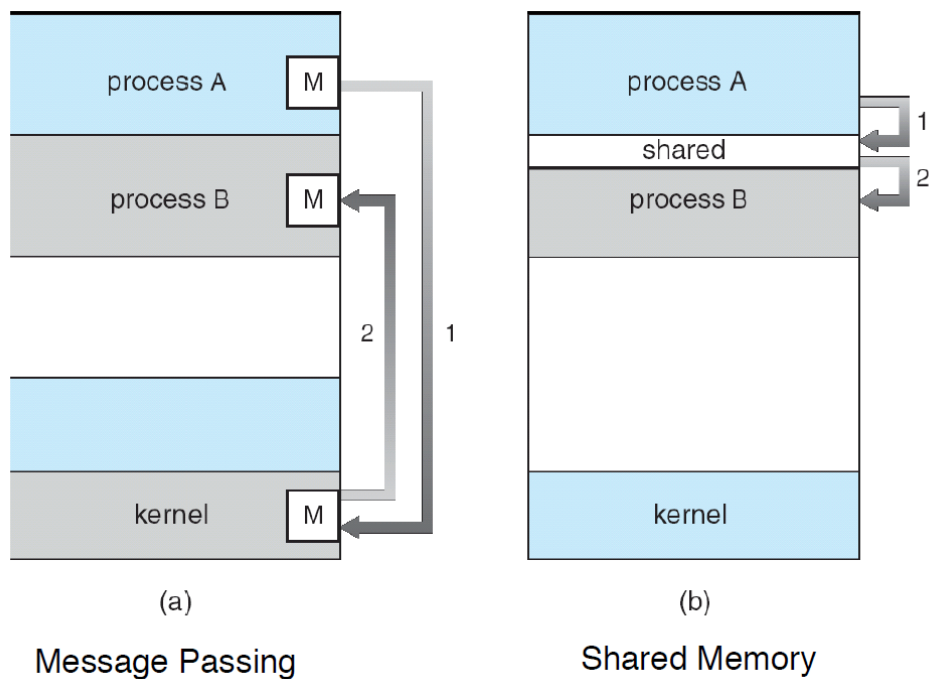 process A
M
process B
M
2
1
kernel
M
(a)
Message Passing
process A
1
shared
2
process B
kernel
(b)
Shared Memory